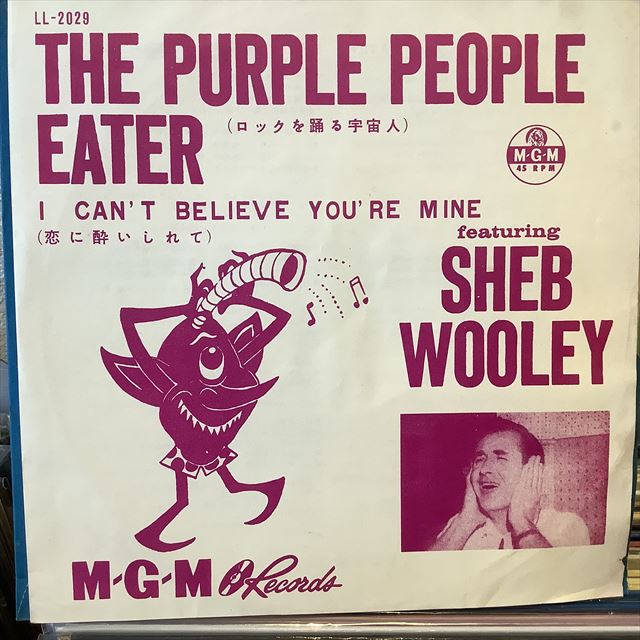 LL-2029
THE PURPLE PEOPLE
EATER
(ロックを踊る宇宙人)
M-G-M
45 RPM
I CAN'T BELIEVE YOU'RE MINE
(恋に酔いしれて)
featuring
SHEB
WOOLEY
M-G-M Records